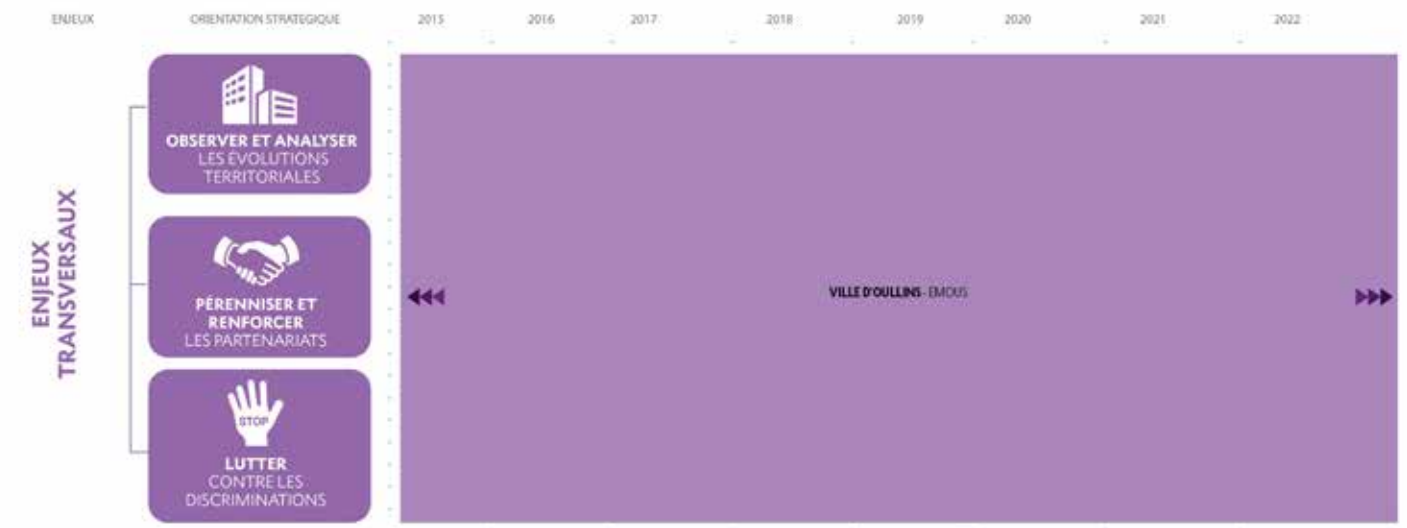 ENJEUX ORIENTATION STRATEGIQUE 2015 2016 2017 2018 2019 2020 2021 2022
ENJEUX
TRANSVERSAUX
OBSERVER ET ANALYSER
LES ÉVOLUTIONS
TERRITORIALES
PÉRENNISER ET
RENFORCER
LES PARTENARIATS
STOP
LUTTER
CONTRE LES
DISCRIMINATIONS
VILLE D'OULLINS - EMOUS